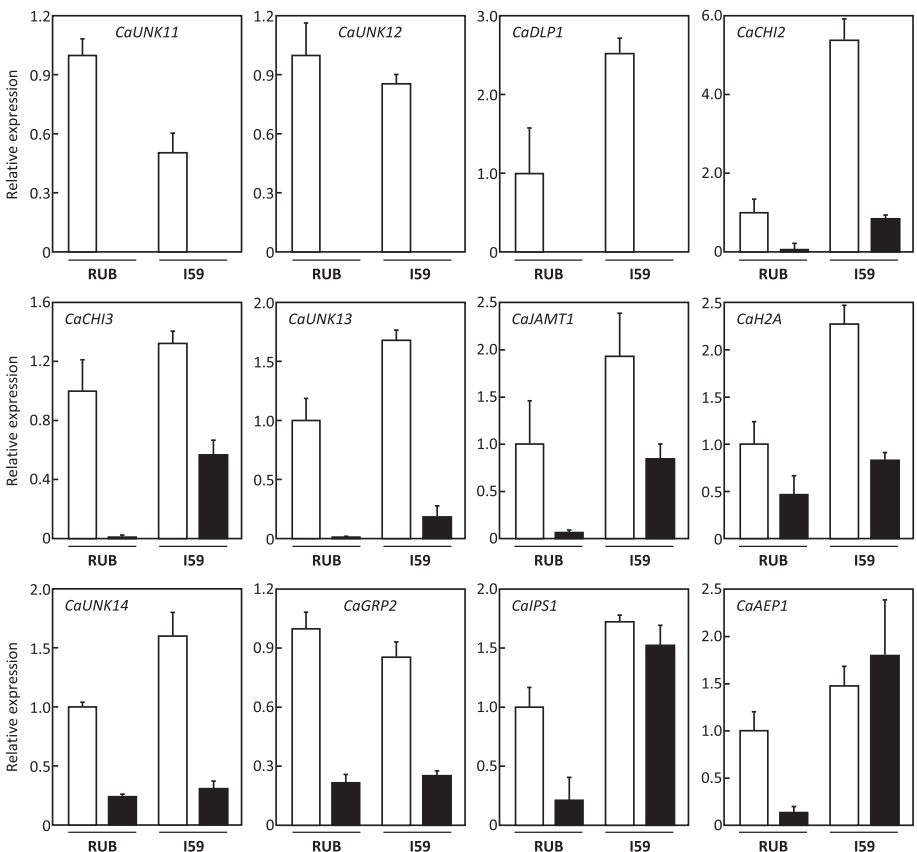 CaUNK11
CaUNK12
CaDLP1
CaCHI2
Relative expression
1.2
0.9
0.6
0.3
0
1.2
0.9
0.6
0.3
0
3.0
2.0
1.0
0
6.0
4.0
2.0
0
RUB I59
RUB I59
RUB I59
RUB I59
CaCHI3
CaUNK13
CaJAMT1
CaH2A
Relative expression
1.6
1.2
0.8
0.4
0
2.0
1.5
1.0
0.5
0
2.5
2.0
1.5
1.0
0.5
0
2.5
2.0
1.5
1.0
0.5
0
RUB I59
RUB I59
RUB I59
RUB I59
CaUNK14
CaGRP2
CaIPS1
CaAEP1
Relative expression
2.0
1.5
1.0
0.5
0
1.2
0.9
0.6
0.3
0
2.0
1.5
1.0
0.5
0
2.5
2.0
1.5
1.0
0.5
0
RUB I59
RUB I59
RUB I59
RUB I59